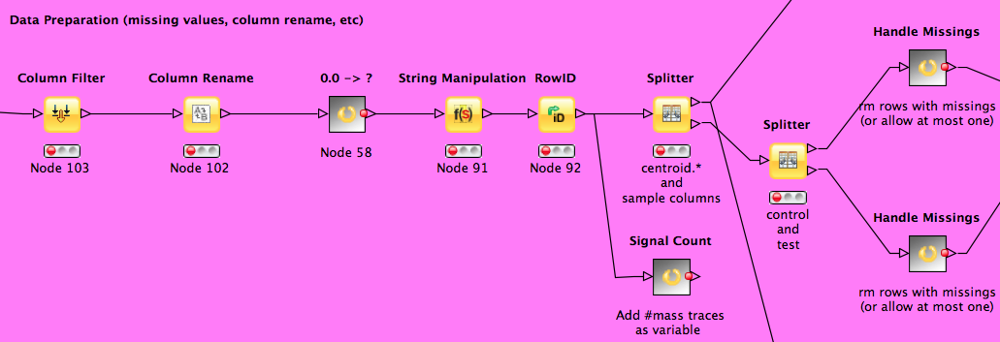 Data Preparation (missing values, column rename, etc)
Column Filter
Node 103
Column Rename
A
B
Node 102
0.0 -> ?
Node 58
String Manipulation
f(S)
Node 91
RowID
iD
Node 92
Splitter
centroid.*
and
sample columns
Signal Count
Add #mass traces
as variable
Splitter
control
and
test
Handle Missings
rm rows with missings
(or allow at most one)
Handle Missings
rm rows with missings
(or allow at most one)